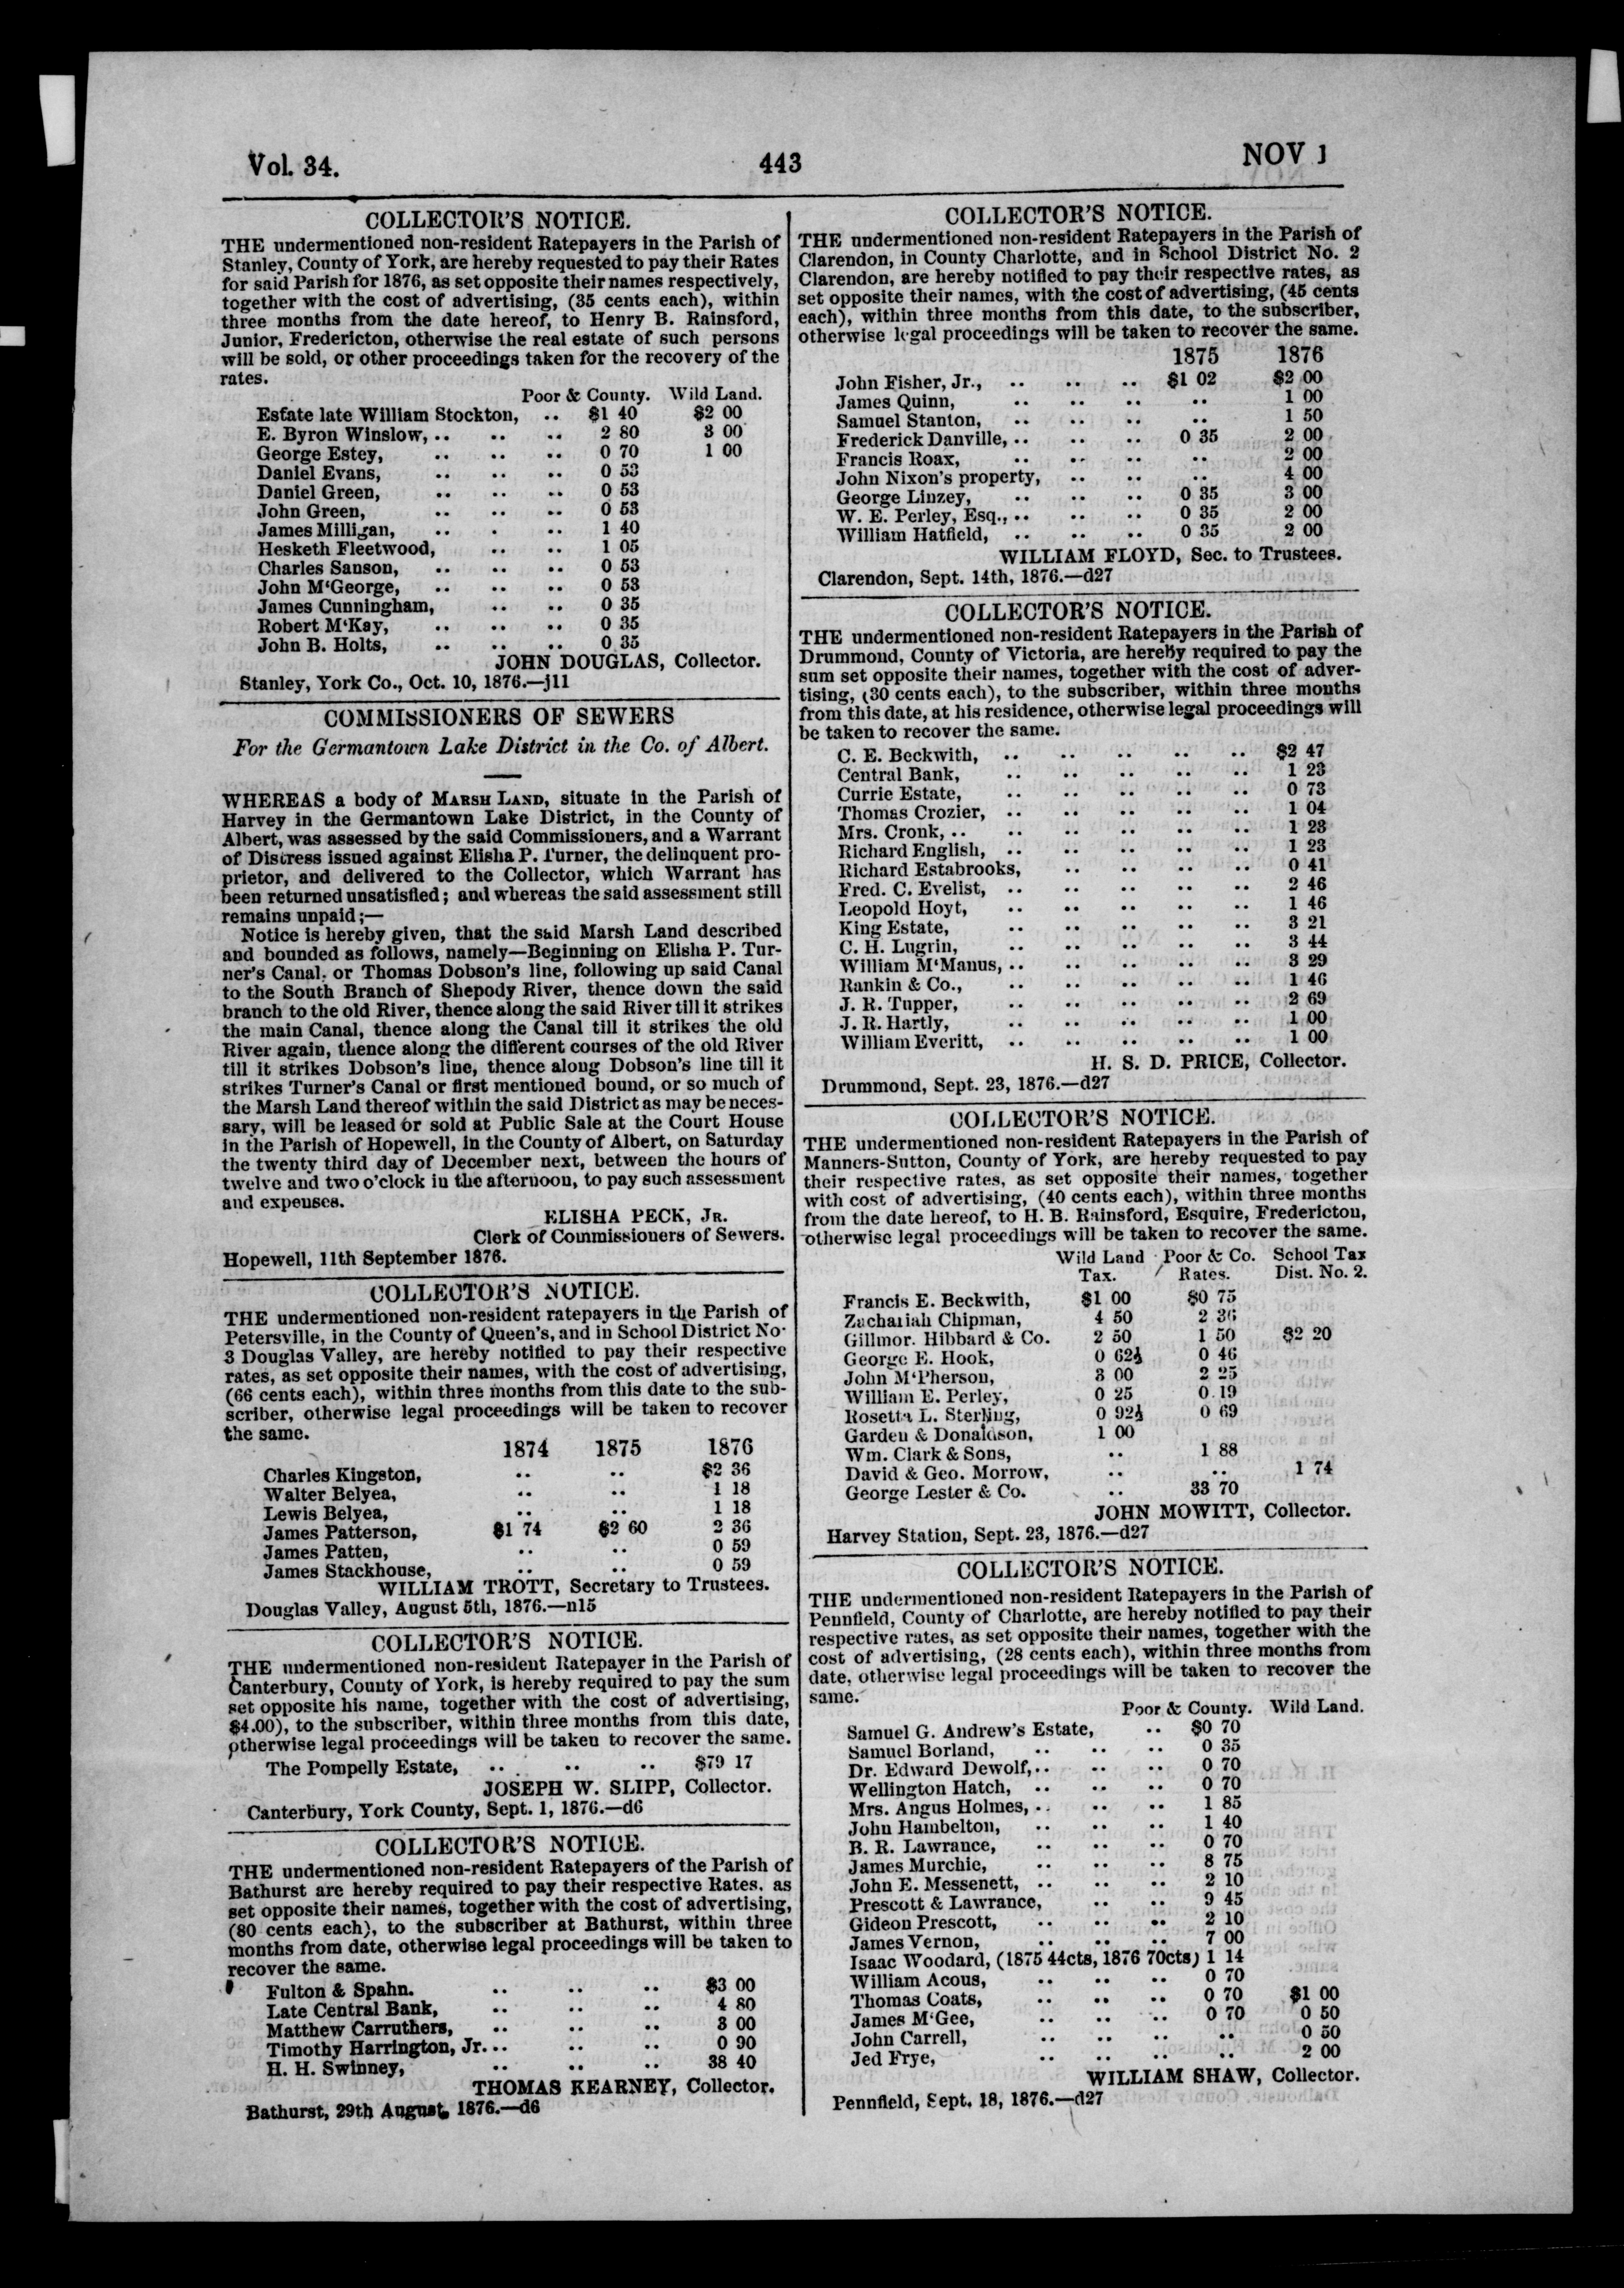 Vol. 34.
443
NOV 1
COLLECTOR'S NOTICE.
THE undermentioned non-resident Ratepayers in the Parish of
Stanley, County of York, are hereby requested to pay their Rates
for said Parish for 1876, as set opposite their names respectively,
together with the cost of advertising, (35 cents each), within
three months from the date hereof, to Henry B. Rainsford,
Junior, Fredericton, otherwise the real estate of such persons
will be sold, or other proceedings taken for the recovery of the
rates.
Poor & County. Wild Land.
Estate late William Stockton, .. $1 40 $2 00
E. Byron Winslow, .. .. .. 2 80 3 00
George Estey, .. .. .. 0 70 1 00
Daniel Evans, .. .. .. 0 53
Daniel Green, .. .. .. 0 53
John Green, .. .. .. 0 53
James Milligan, .. . .. 1 40
Hesketh Fleetwood, .. .. 1 05
Charles Sanson, .. .. .. 0 53
John M'George, .. .. .. 0 53
James Cunningham, .. .. 0 35
Robert M'Kay, .. .. .. 0 35
John B. Holts, .. .. .. 0 35
JOHN DOUGLAS, Collector.
Stanley, York Co., Oct. 10, 1876.—j11
COMMISSIONERS OF SEWERS
For the Germantown Lake District in the Co. of Albert.
WHEREAS a body of MARSH LAND, situate in the Parish of
Harvey in the Germantown Lake District, in the County of
Albert, was assessed by the said Commissioners, and a Warrant
of Distress issued against Elisha P. Turner, the delinquent pro-
prietor, and delivered to the Collector, which Warrant has
been returned unsatisfied; and whereas the said assessment still
remains unpaid;—
Notice is hereby given, that the said Marsh Land described
and bounded as follows, namely—Beginning on Elisha P. Tur-
ner's Canal, or Thomas Dobson's line, following up said Canal
to the South Branch of Shepody River, thence down the said
branch to the old River, thence along the said River till it strikes
the main Canal, thence along the Canal till it strikes the old
River again, thence along the different courses of the old River
till it strikes Dobson's line, thence along Dobson's line till it
strikes Turner's Canal or first mentioned bound, or so much of
the Marsh Land thereof within the said District as may be neces-
sary, will be leased or sold at Public Sale at the Court House
in the Parish of Hopewell, in the County of Albert, on Saturday
the twenty third day of December next, between the hours of
twelve and two o'clock in the afternoon, to pay such assessment
and expenses.
ELISHA PECK, JR.
Clerk of Commissioners of Sewers.
Hopewell, 11th September 1876.
COLLECTOR'S NOTICE.
THE undermentioned non-resident ratepayers in the Parish of
Petersville, in the County of Queen's, and in School District No.
3 Douglas Valley, are hereby notified to pay their respective
rates, as set opposite their names, with the cost of advertising,
(66 cents each), within three months from this date to the sub-
scriber, otherwise legal proceedings will be taken to recover
the same.
1874 1875 1876
Charles Kingston, .. .. $2 36
Walter Belyea, .. .. 1 18
Lewis Belyea, .. .. 1 18
James Patterson, $1 74 $2 60 2 36
James Patten, .. .. 0 59
James Stackhouse, .. .. 0 59
WILLIAM TROTT, Secretary to Trustees.
Douglas Valley, August 5th, 1876.—n15
COLLECTOR'S NOTICE.
THE undermentioned non-resident Ratepayer in the Parish of
Canterbury, County of York, is hereby required to pay the sum
set opposite his name, together with the cost of advertising,
$4.00), to the subscriber, within three months from this date,
otherwise legal proceedings will be taken to recover the same.
The Pompelly Estate, .. .. .. $79 17
JOSEPH W. SLIPP, Collector.
Canterbury, York County, Sept. 1, 1876.—d6
COLLECTOR'S NOTICE.
THE undermentioned non-resident Ratepayers of the Parish of
Bathurst are hereby required to pay their respective Rates, as
set opposite their names, together with the cost of advertising,
(80 cents each), to the subscriber at Bathurst, within three
months from date, otherwise legal proceedings will be taken to
recover the same.
Fulton & Spahn. .. .. .. $3 00
Late Central Bank, .. .. .. 4 80
Matthew Carruthers, .. .. .. 3 00
Timothy Harrington, Jr... .. .. 0 90
H. H. Swinney, .. .. .. 38 40
THOMAS KEARNEY, Collector.
Bathurst, 29th August, 1876.—d6
COLLECTOR'S NOTICE.
THE undermentioned non-resident Ratepayers in the Parish of
Clarendon, in County Charlotte, and in School District No. 2
Clarendon, are hereby notified to pay their respective rates, as
set opposite their names, with the cost of advertising, (45 cents
each), within three months from this date, to the subscriber,
otherwise legal proceedings will be taken to recover the same.
1875 1876
John Fisher, Jr., .. .. .. $1 02 $2 00
James Quinn, .. .. .. .. 1 00
Samuel Stanton, .. .. .. .. 1 50
Frederick Danville, .. .. .. 0 35 2 00
Francis Roax, .. .. .. .. 2 00
John Nixon's property, .. .. .. 4 00
George Linzey, .. .. .. 0 35 3 00
W. E. Perley, Esq., .. .. .. 0 35 2 00
William Hatfield, .. .. .. 0 35 2 00
WILLIAM FLOYD, Sec. to Trustees.
Clarendon, Sept. 14th, 1876.—d27
COLLECTOR'S NOTICE.
THE undermentioned non-resident Ratepayers in the Parish of
Drummond, County of Victoria, are hereby required to pay the
sum set opposite their names, together with the cost of adver-
tising, (30 cents each), to the subscriber, within three months
from this date, at his residence, otherwise legal proceedings will
be taken to recover the same.
C. E. Beckwith, .. .. .. .. .. $2 47
Central Bank, .. .. .. .. .. 1 23
Currie Estate, .. .. .. .. .. 0 73
Thomas Crozier, .. .. .. .. .. 1 04
Mrs. Cronk, .. .. .. .. .. .. 1 23
Richard English, .. .. .. .. .. 1 23
Richard Estabrooks, .. .. .. .. 0 41
Fred. C. Evelist, .. .. .. .. .. 2 46
Leopold Hoyt, .. .. .. .. .. 1 46
King Estate, .. .. .. .. .. 3 21
C. H. Lugrin, .. .. .. .. .. 3 44
William M'Manus, .. .. .. .. .. 3 29
Rankin & Co., .. .. .. .. .. 1 46
J. R. Tupper, .. .. .. .. .. 2 69
J. R. Hartly, .. .. .. .. .. 1 00
William Everitt, .. .. .. .. .. 1 00
H. S. D. PRICE, Collector.
Drummond, Sept. 23, 1876.—d27
COLLECTOR'S NOTICE.
THE undermentioned non-resident Ratepayers in the Parish of
Manners-Sutton, County of York, are hereby requested to pay
their respective rates, as set opposite their names, together
with cost of advertising, (40 cents each), within three months
from the date hereof, to H. B. Rainsford, Esquire, Fredericton,
otherwise legal proceedings will be taken to recover the same.
Wild Land Poor & Co. School Tax
Tax. Rates. Dist. No. 2.
Francis E. Beckwith, $1 00 $0 75
Zachariah Chipman, 4 50 2 36
Gillmor. Hibbard & Co. 2 50 1 50 $2 20
George E. Hook, 0 62½ 0 46
John M'Pherson, 3 00 2 25
William E. Perley, 0 25 0 19
Rosetta L. Sterling, 0 92½ 0 69
Garden & Donaldson, 1 00
Wm. Clark & Sons, .. 1 88
David & Geo. Morrow, .. .. 1 74
George Lester & Co. .. 33 70
JOHN MOWITT, Collector.
Harvey Station, Sept. 23, 1876.—d27
COLLECTOR'S NOTICE.
THE undermentioned non-resident Ratepayers in the Parish of
Pennfield, County of Charlotte, are hereby notified to pay their
respective rates, as set opposite their names, together with the
cost of advertising, (28 cents each), within three months from
date, otherwise legal proceedings will be taken to recover the
same.
Poor & County. Wild Land.
Samuel G. Andrew's Estate, .. $0 70
Samuel Borland, .. .. .. 0 35
Dr. Edward Dewolf, .. .. .. 0 70
Wellington Hatch, .. .. .. 0 70
Mrs. Angus Holmes, .. .. .. 1 85
John Hambelton, .. .. .. 1 40
B. R. Lawrance, .. .. .. 0 70
James Murchie, .. .. .. 8 75
John E. Messenett, .. .. .. 2 10
Prescott & Lawrance, .. .. 9 45
Gideon Prescott, .. .. .. 2 10
James Vernon, .. .. .. 7 00
Isaac Woodard, (1875 44cts, 1876 70cts) 1 14
William Acous, .. .. .. 0 70
Thomas Coats, .. .. .. 0 70 $1 00
James M'Gee, .. .. .. 0 70 0 50
John Carrell, .. .. .. .. 0 50
Jed Frye, .. .. .. .. 2 00
WILLIAM SHAW, Collector.
Pennfield, Sept. 18, 1876.—d27